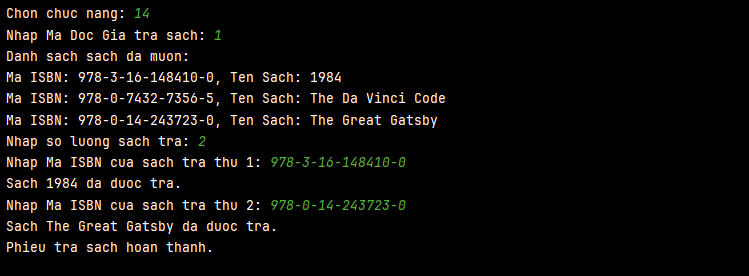 Chon chuc nang: 14
Nhap Ma Doc Gia tra sach: 1
Danh sach sach da muon:
Ma ISBN: 978-3-16-148410-0, Ten Sach: 1984
Ma ISBN: 978-0-7432-7356-5, Ten Sach: The Da Vinci Code
Ma ISBN: 978-0-14-243723-0, Ten Sach: The Great Gatsby
Nhap so luong sach tra: 2
Nhap Ma ISBN cua sach tra thu 1: 978-3-16-148410-0
Sach 1984 da duoc tra.
Nhap Ma ISBN cua sach tra thu 2: 978-0-14-243723-0
Sach The Great Gatsby da duoc tra.
Phieu tra sach hoan thanh.